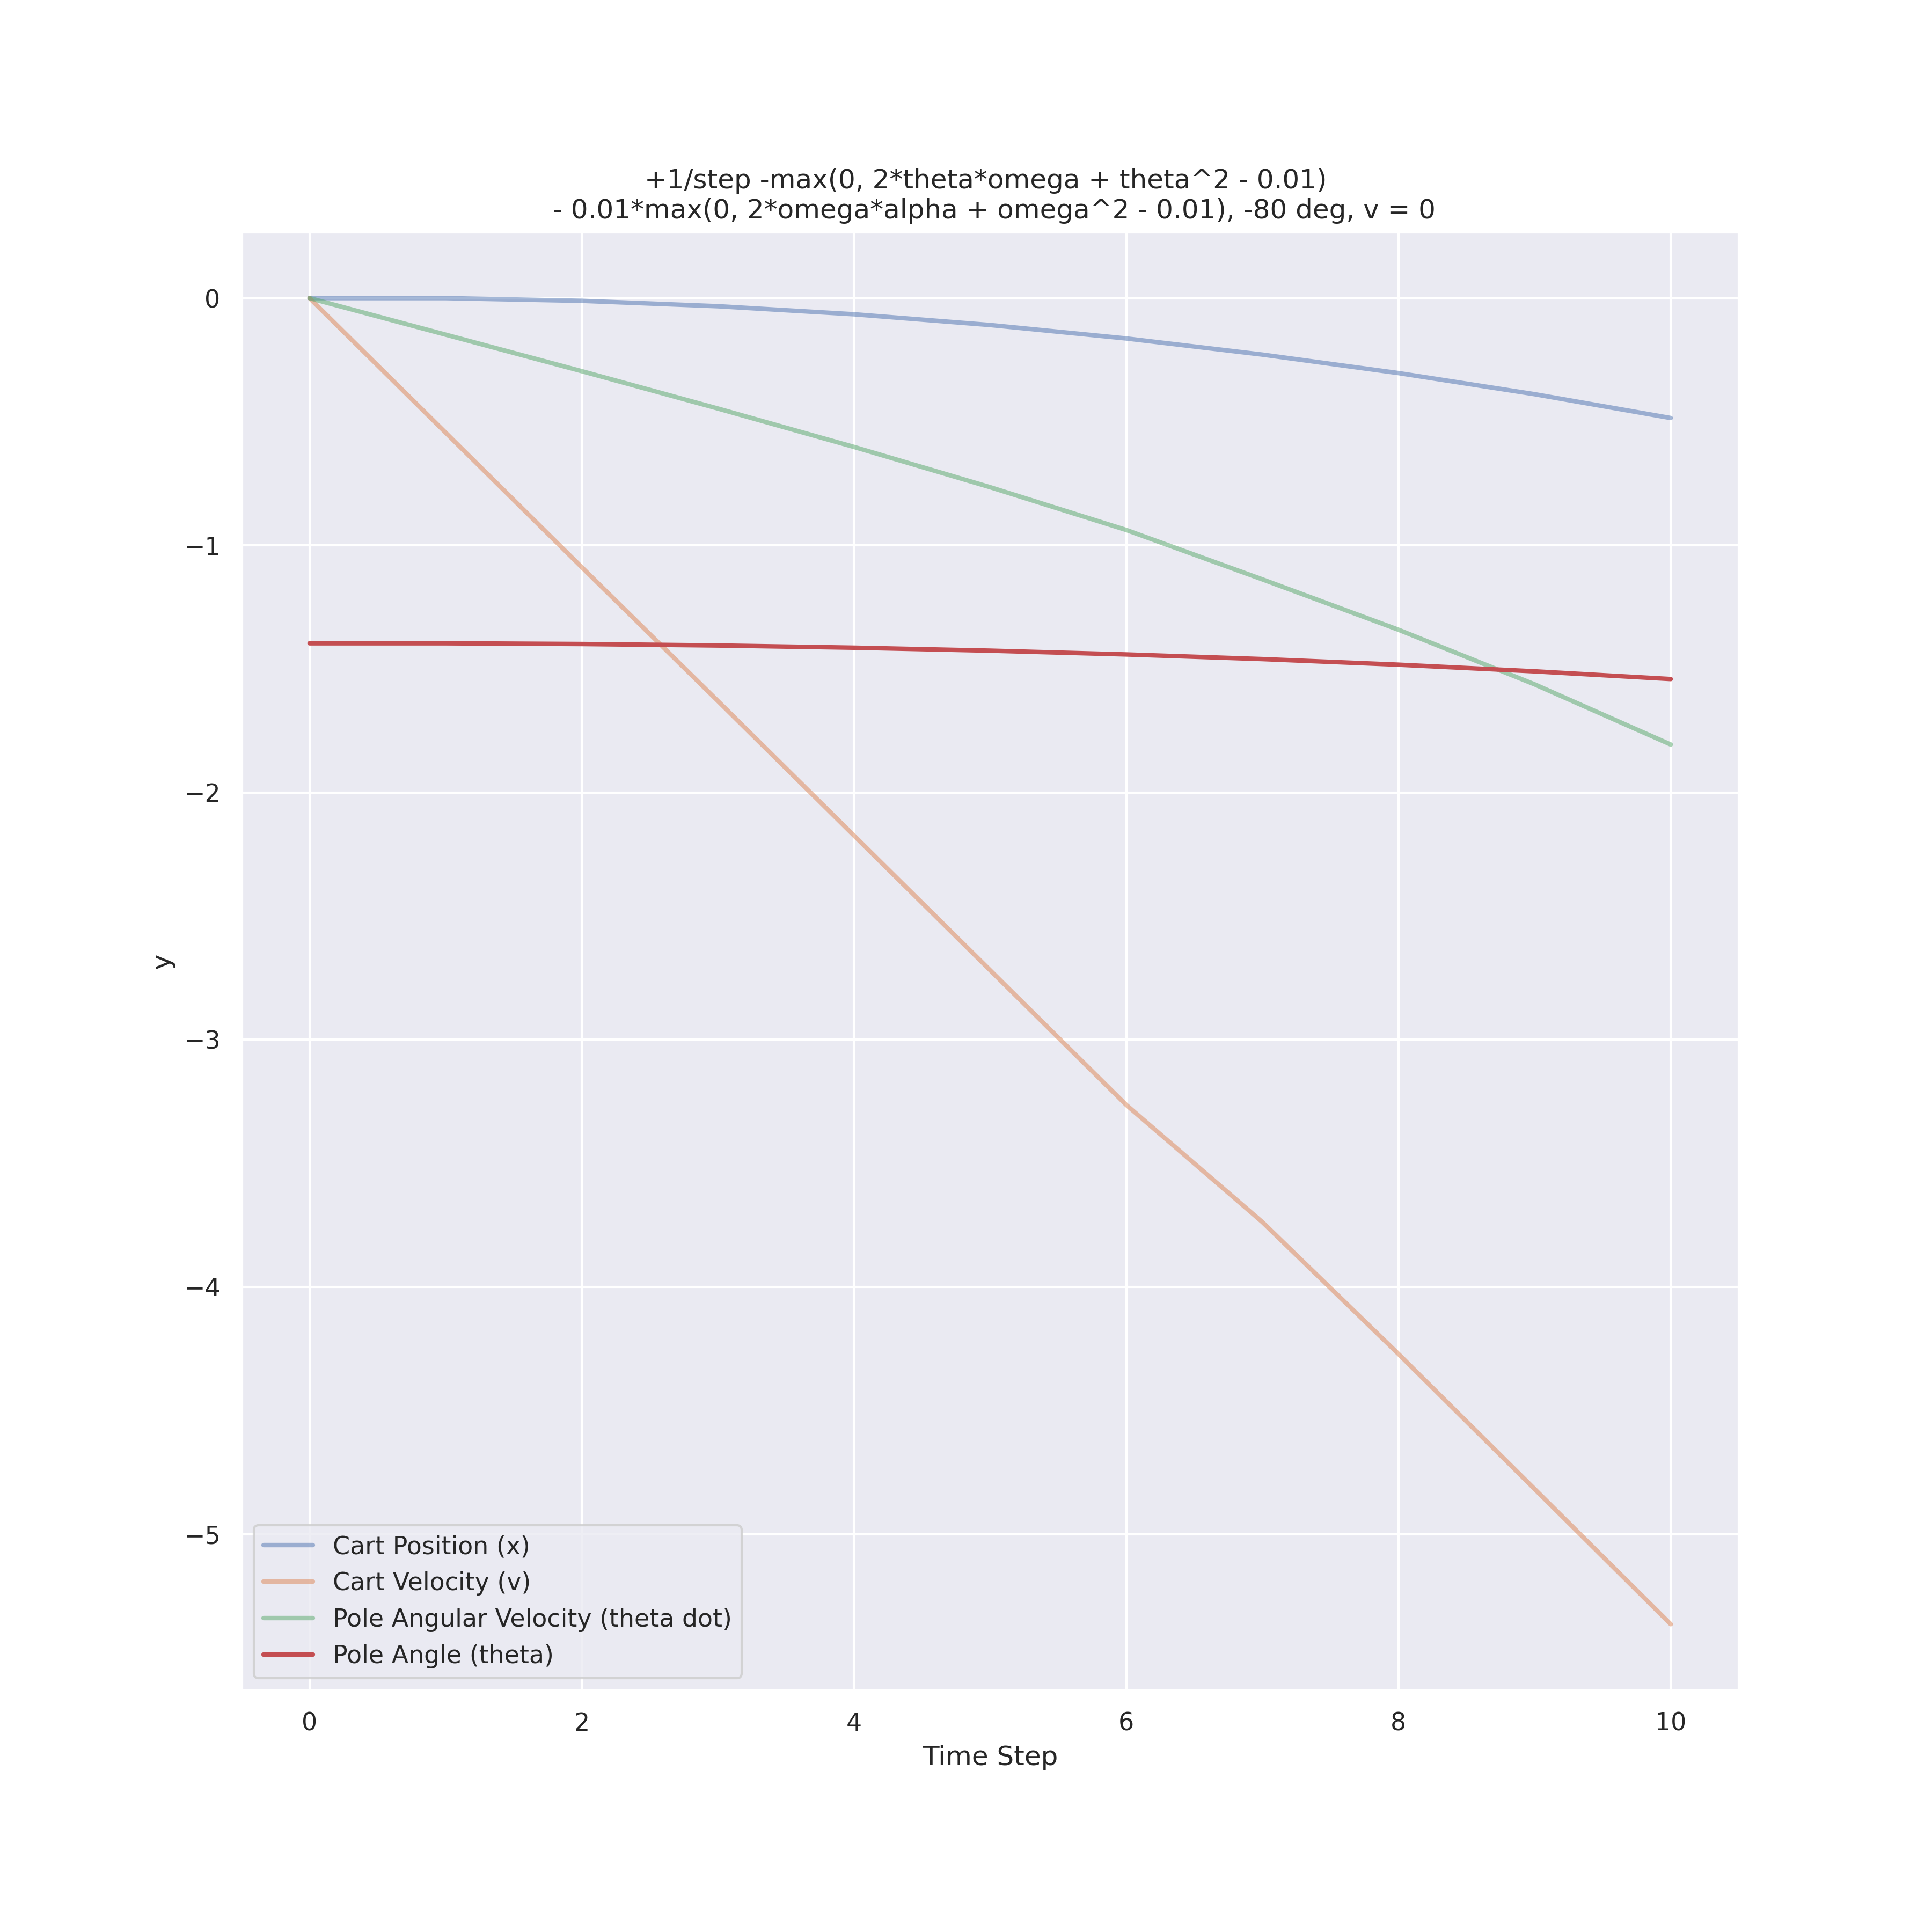 +1/step -max(0, 2*theta*omega + theta^2 - 0.01)
- 0.01*max(0, 2*omega*alpha + omega^2 - 0.01), -80 deg, v = 0
0
−1
−2
−3
−4
−5
y
Cart Position (x)
Cart Velocity (v)
Pole Angular Velocity (theta dot)
Pole Angle (theta)
0 2 4 6 8 10
Time Step